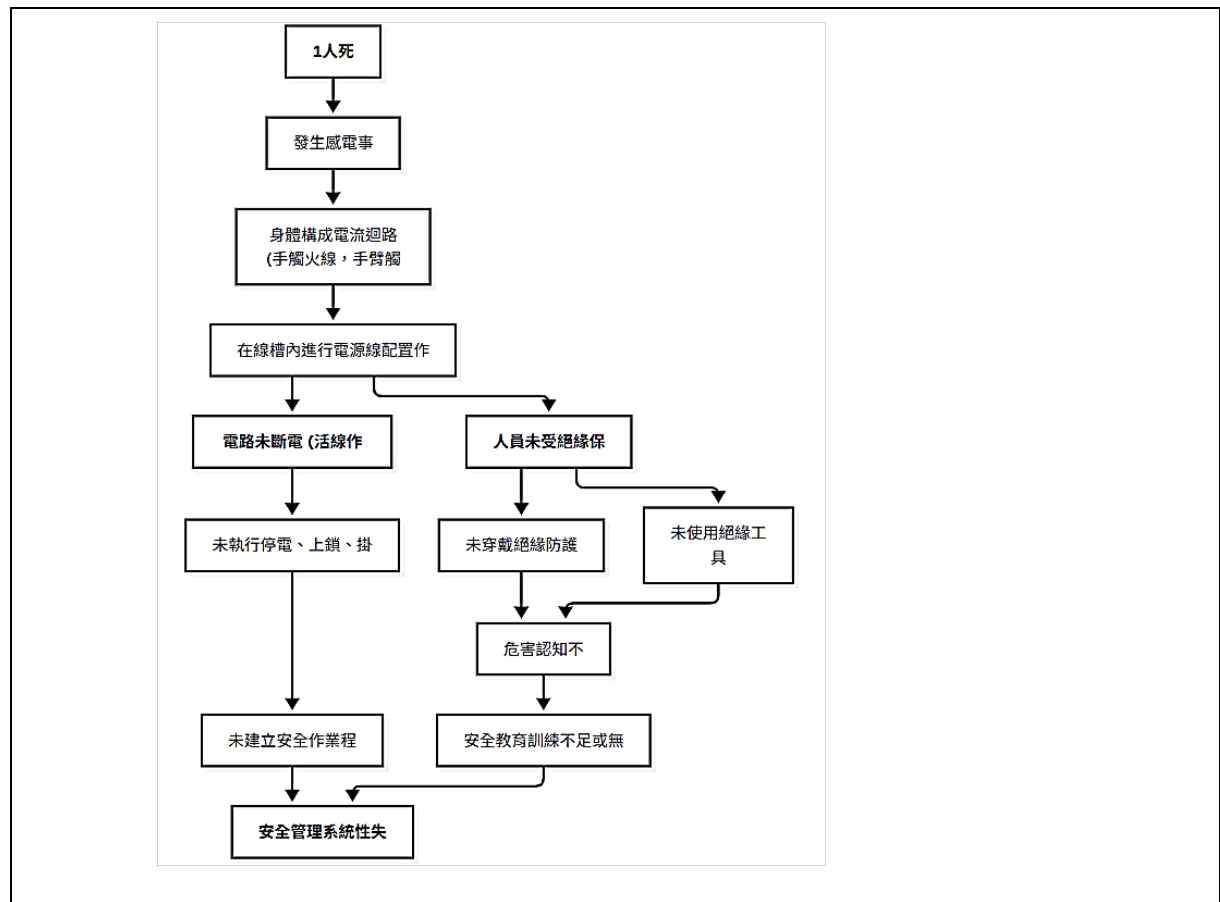 1人死
發生感電事
身體構成電流迴路
(手觸火線，手臂觸
在線槽內進行電源線配置作
電路未斷電 (活線作
人員未受絕緣保
未執行停電、上鎖、掛
未穿戴絕緣防護
未使用絕緣工
具
危害認知不
未建立安全作業程
安全教育訓練不足或無
安全管理系統性失